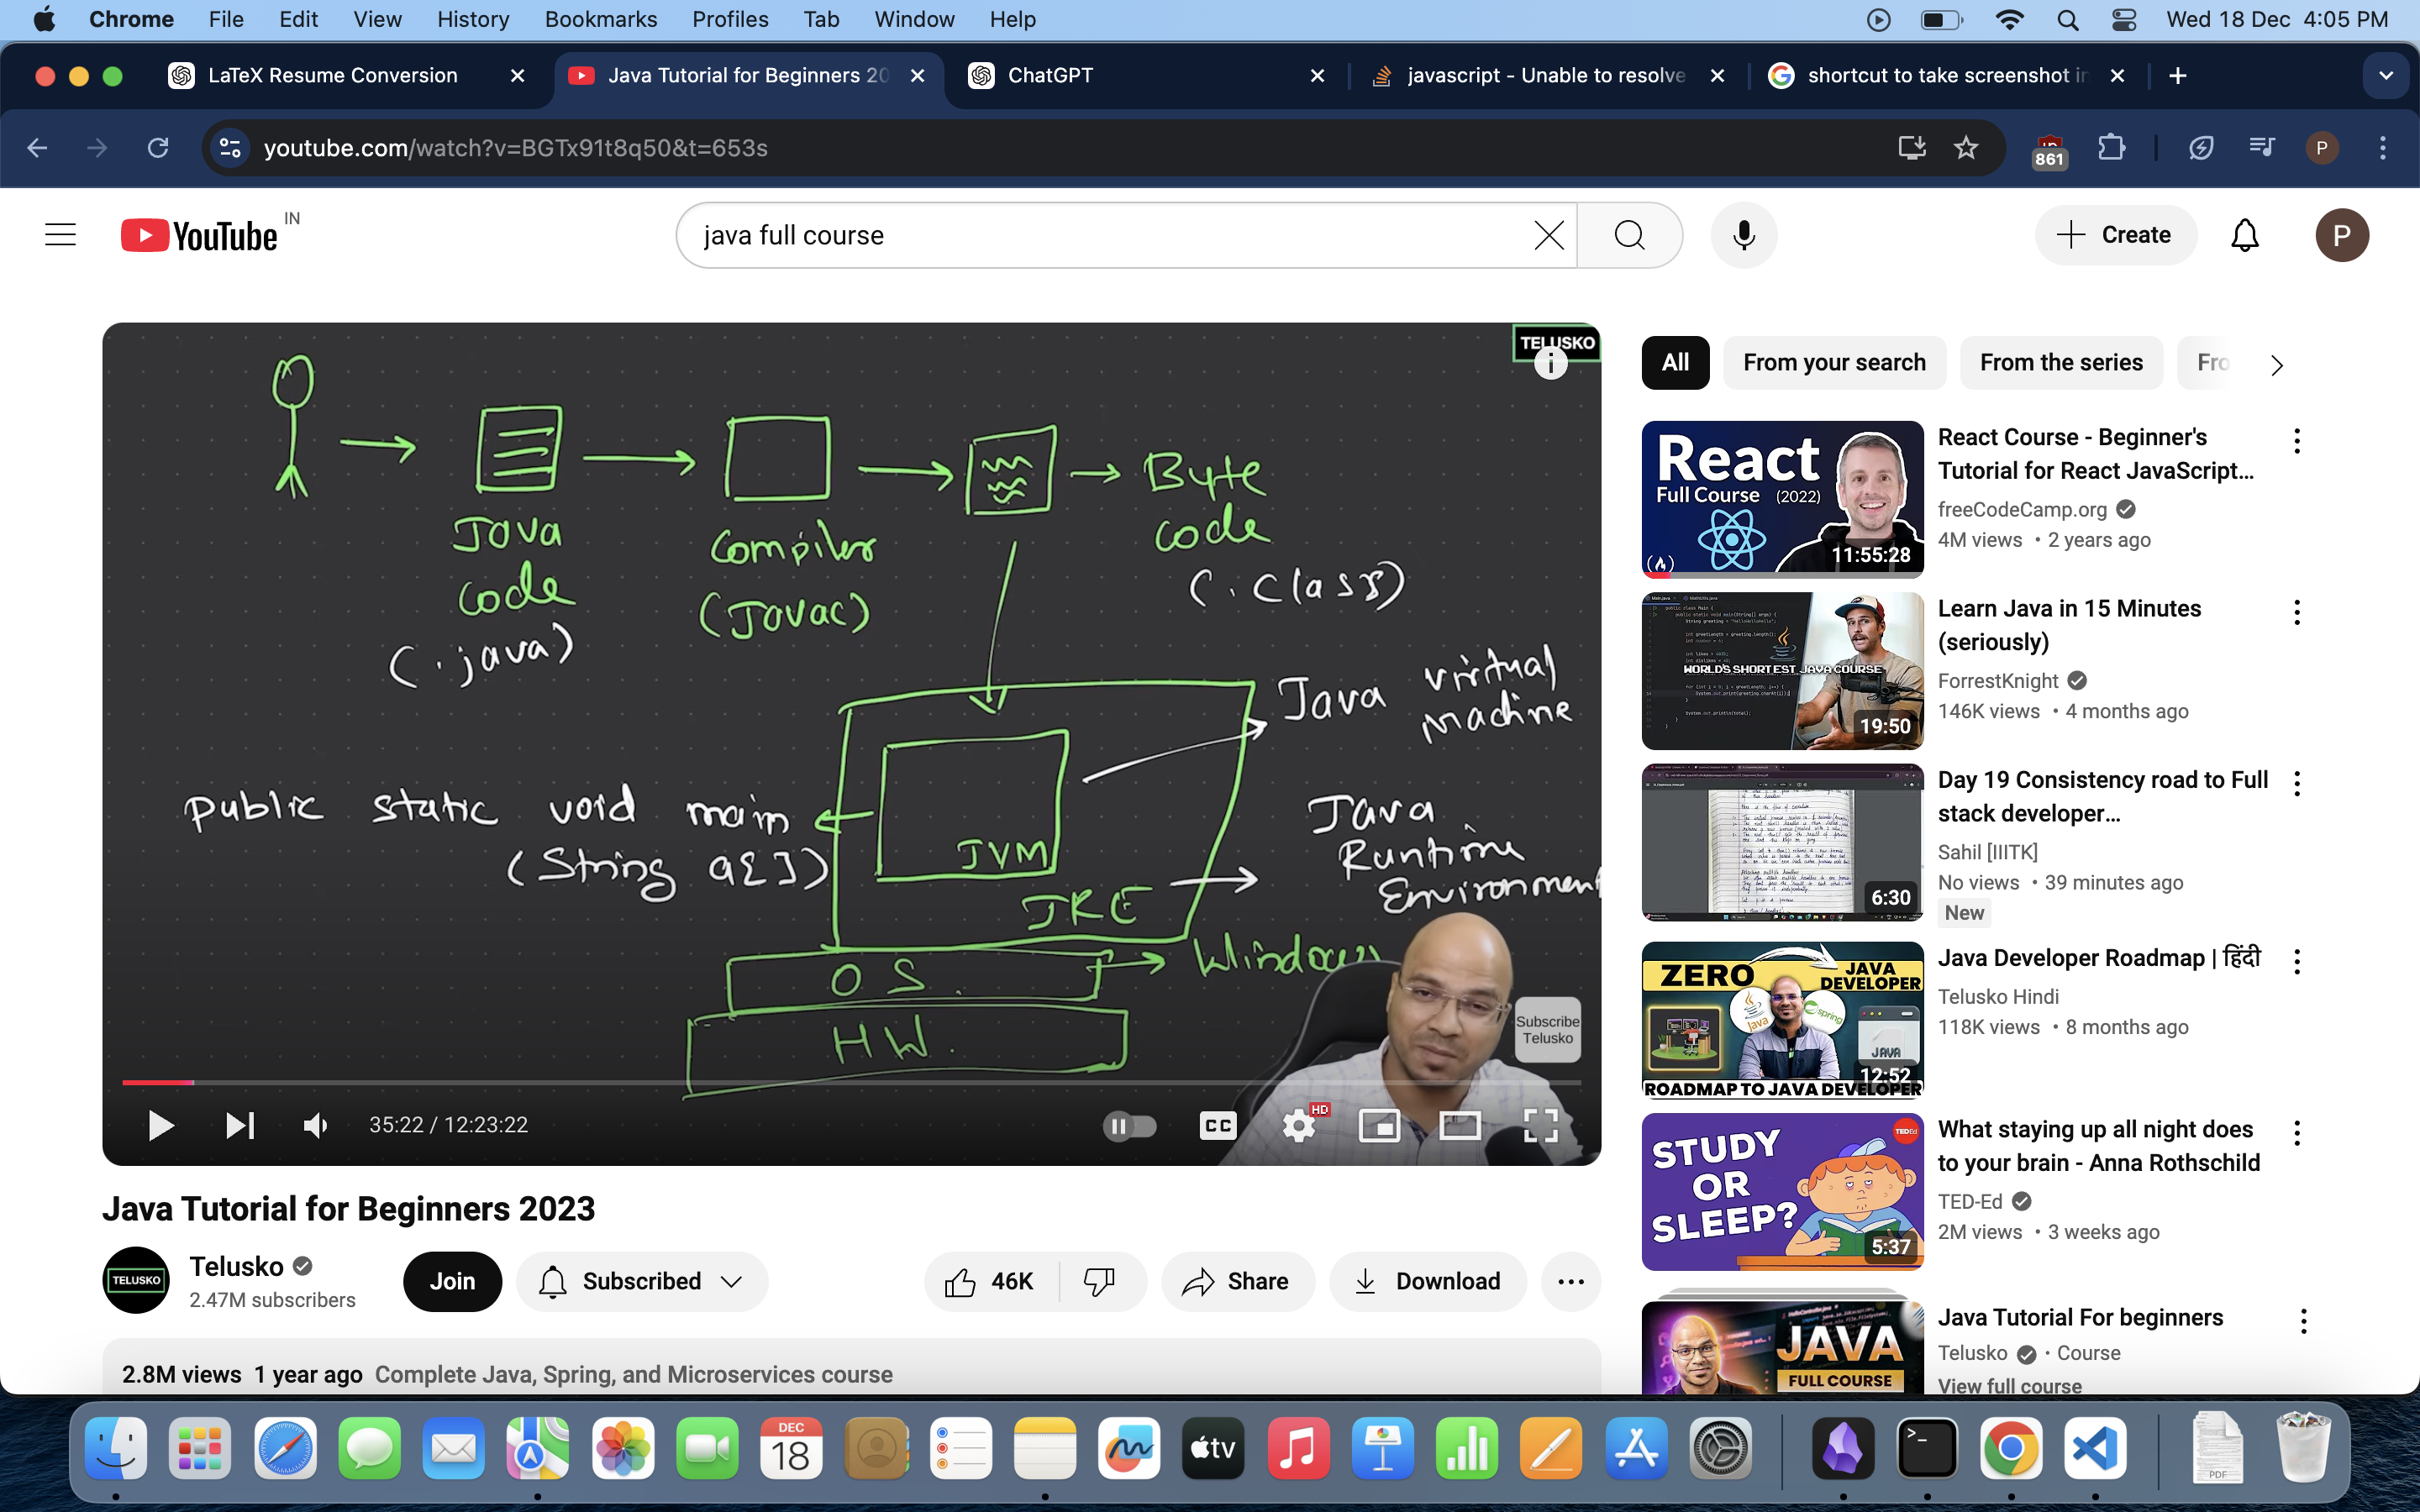 Chrome File Edit View History Bookmarks Profiles Tab Window Help Wed 18 Dec 4:05 PM
LaTeX Resume Conversion
Java Tutorial for Beginners 20
ChatGPT
javascript - Unable to resolve
shortcut to take screenshot in
youtube.com/watch?v=BGTx91t8q50&t=653s
861
P
YouTube IN
java full course
Create
P
TELUSKO
Java
code
(.java)
Compiler
(Javac)
Byte
code
(.class)
Java virtual
machine
public static void main
(String a[])
JVM
JRE
Java
Runtime
Environment
OS
Windows
HW
Subscribe
Telusko
35:22 / 12:23:22
CC
HD
All
From your search
From the series
Fro
React
Full Course (2022)
11:55:28
React Course - Beginner's
Tutorial for React JavaScript...
freeCodeCamp.org
4M views • 2 years ago
WORLD'S SHORTEST JAVA COURSE
19:50
Learn Java in 15 Minutes
(seriously)
ForrestKnight
146K views • 4 months ago
6:30
Day 19 Consistency road to Full
stack developer...
Sahil [IIITK]
No views • 39 minutes ago
New
ZERO
JAVA
DEVELOPER
Java
spring
JAVA
12:52
ROADMAP TO JAVA DEVELOPER
Java Developer Roadmap | हिंदी
Telusko Hindi
118K views • 8 months ago
STUDY
OR
SLEEP?
TED-Ed
5:37
What staying up all night does
to your brain - Anna Rothschild
TED-Ed
2M views • 3 weeks ago
JAVA
FULL COURSE
Java Tutorial For beginners
Telusko • Course
View full course
Java Tutorial for Beginners 2023
TELUSKO
Telusko
2.47M subscribers
Join
Subscribed
46K
Share
Download
2.8M views 1 year ago Complete Java, Spring, and Microservices course
DEC
18
tv
PDF